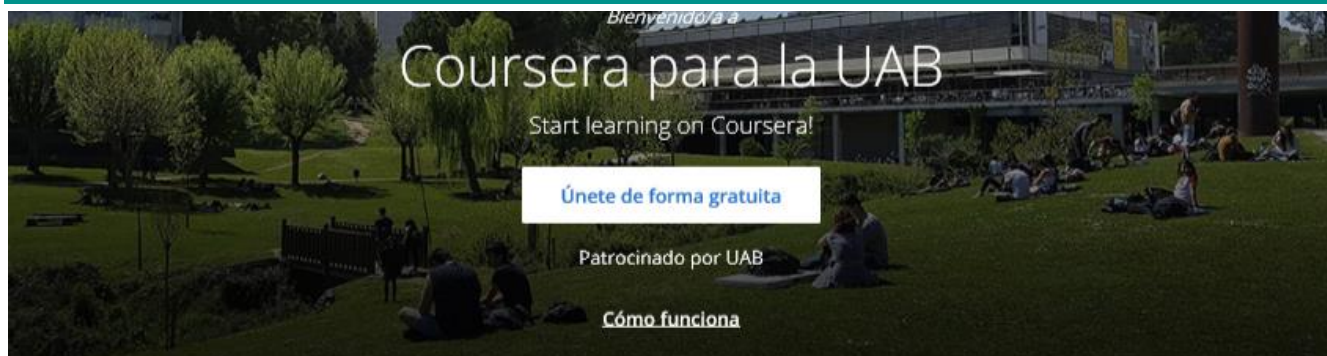 Bienvenido/a a
Coursera para la UAB
Start learning on Coursera!
Únete de forma gratuita
Patrocinado por UAB
Cómo funciona